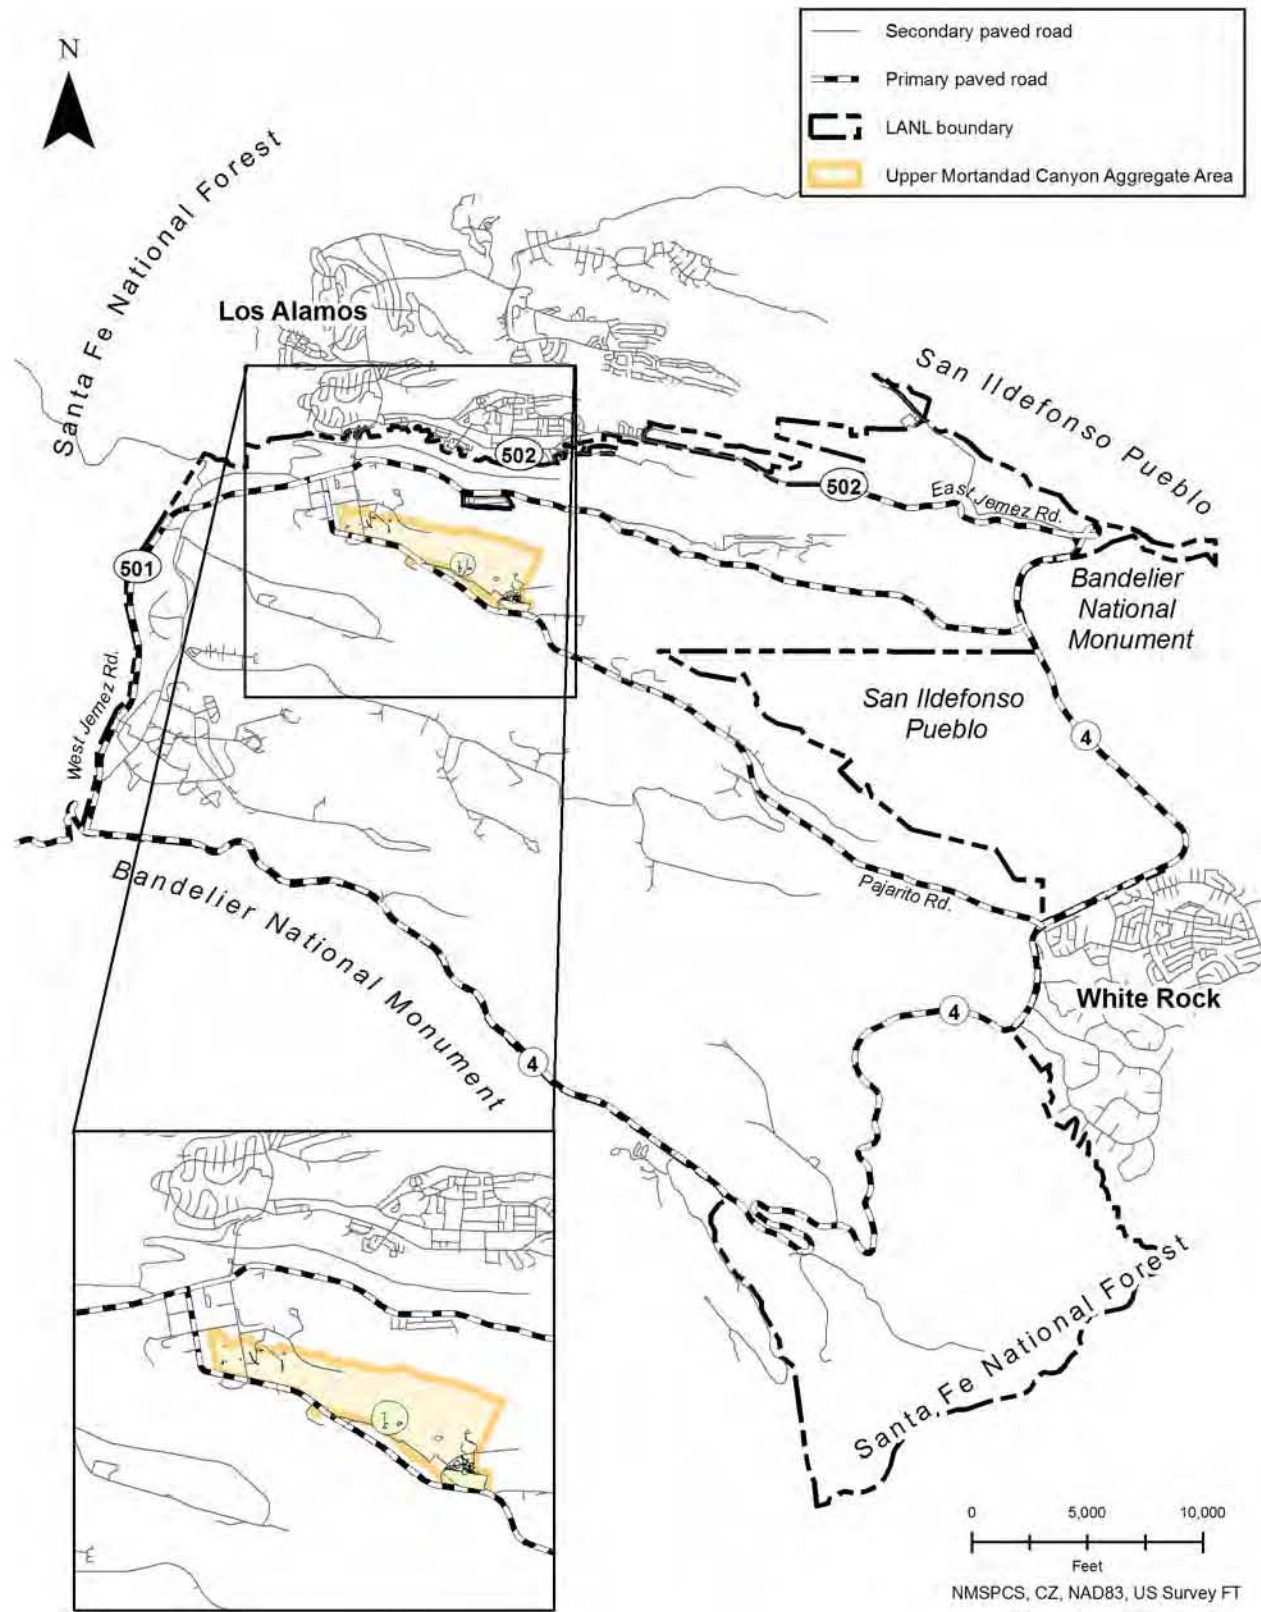 N
Secondary paved road
Primary paved road
LANL boundary
Upper Mortandad Canyon Aggregate Area
Santa Fe National Forest
Los Alamos
San Ildefonso Pueblo
502
502
East Jemez Rd.
501
Bandelier
National
Monument
West Jemez Rd.
San Ildefonso
Pueblo
4
Bandelier National Monument
Pajarito Rd.
White Rock
4
4
Santa Fe National Forest
0 5,000 10,000
Feet
NMSPCS, CZ, NAD83, US Survey FT